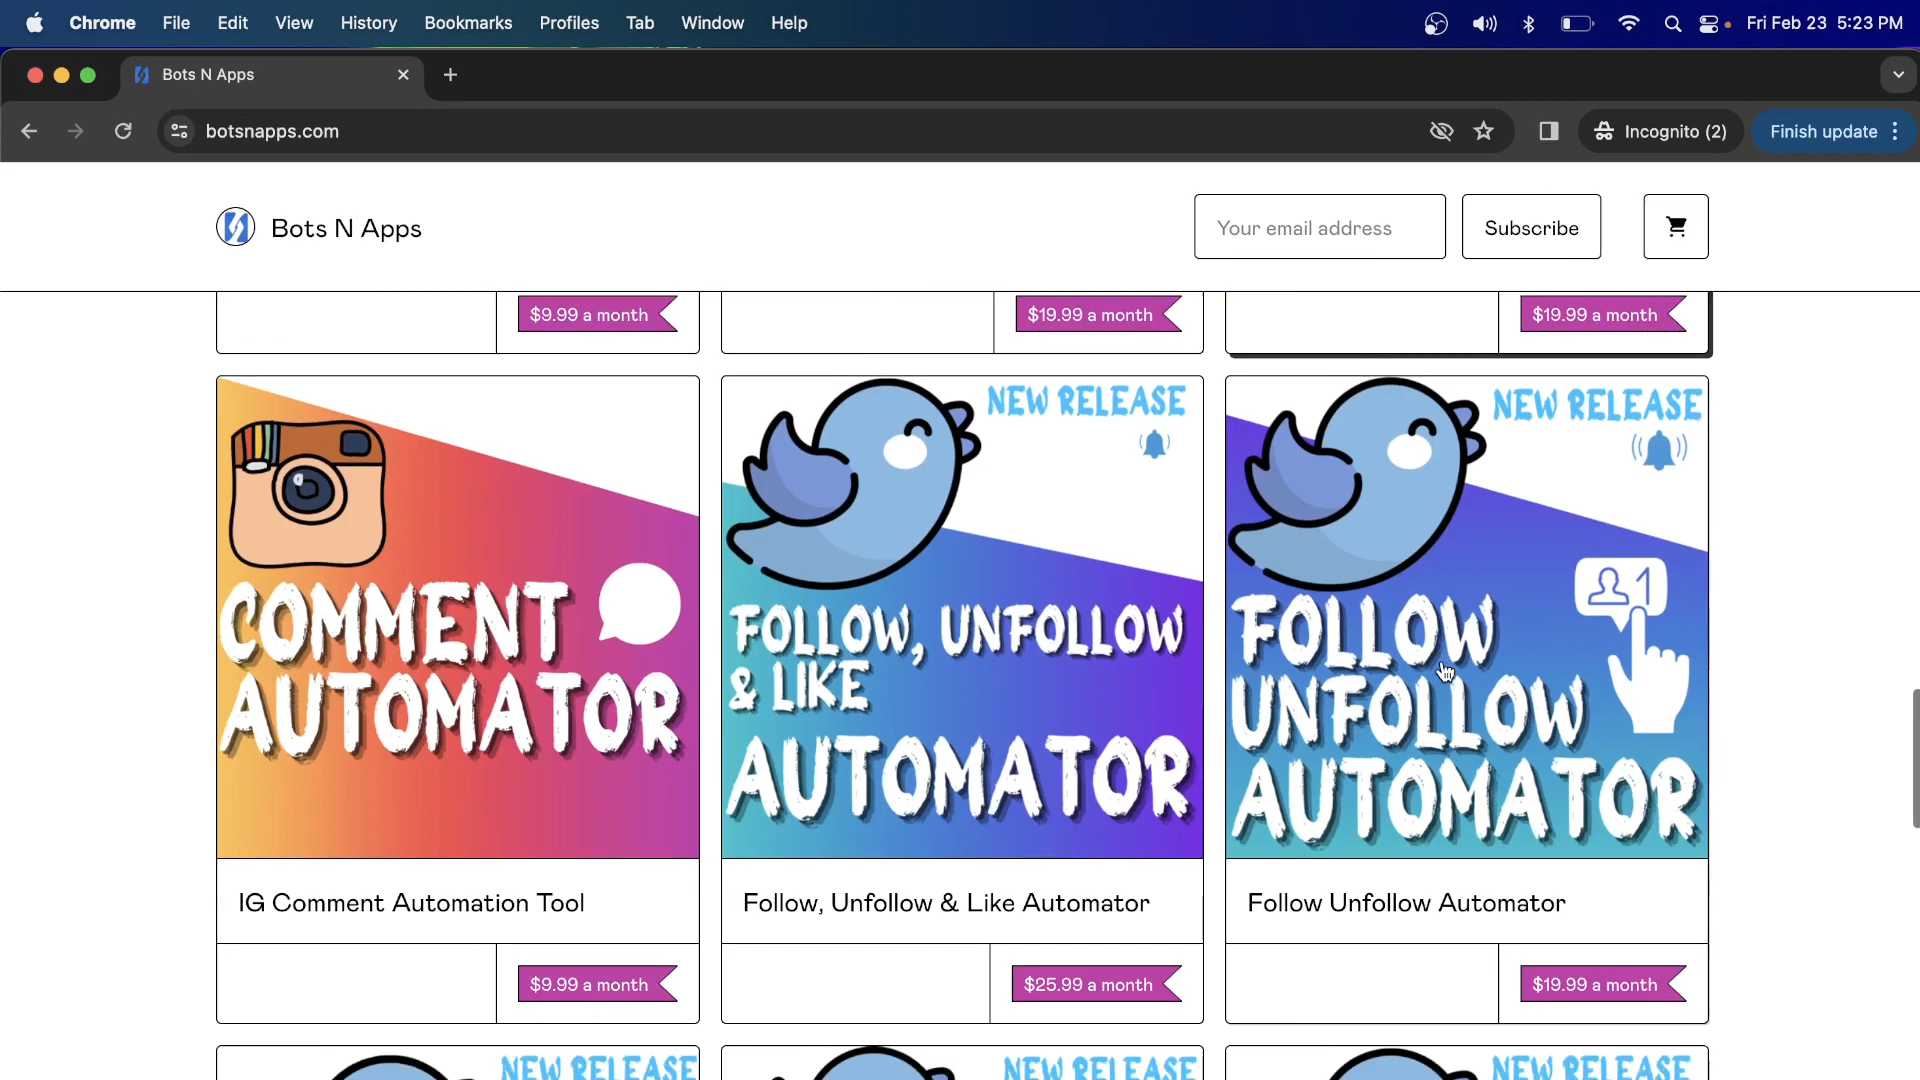 Chrome File Edit View History Bookmarks Profiles Tab Window Help Fri Feb 23 5:23 PM
Bots N Apps
botsnapps.com Incognito (2) Finish update
Bots N Apps Your email address Subscribe
$9.99 a month $19.99 a month $19.99 a month
COMMENT
AUTOMATOR
IG Comment Automation Tool
$9.99 a month
NEW RELEASE
FOLLOW, UNFOLLOW
& LIKE
AUTOMATOR
Follow, Unfollow & Like Automator
$25.99 a month
NEW RELEASE
1
FOLLOW
UNFOLLOW
AUTOMATOR
Follow Unfollow Automator
$19.99 a month
NEW RELEASE NEW RELEASE NEW RELEASE